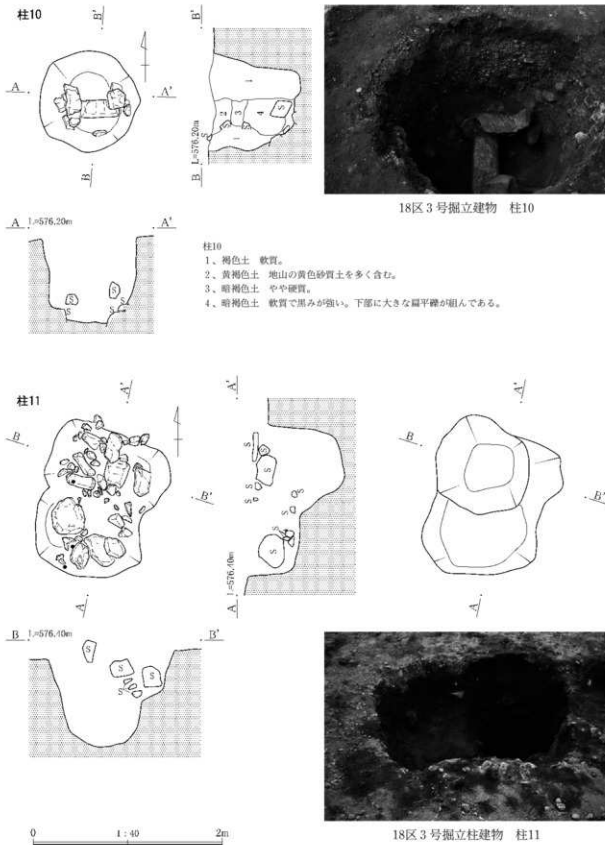 柱10
B'
B'
A
A'
B
B
L=576.20m
1
2
3
4
S
S
1
18区3号掘立建物 柱10
A L=576.20m
A'
S
S
S
S
柱10
1、褐色土 軟質。
2、黄褐色土 地山の黄色砂質土を多く含む。
3、暗褐色土 やや硬質。
4、暗褐色土 軟質で黒みが強い。下部に大きな扁平礫が組んである。
柱11
A'
A'
A'
B
B
B'
B'
S
S
S
S
S
S
S
S
S
A
A
A
L=576.40m
B L=576.40m
B'
S
S
S
S
0
1:40
2m
18区3号掘立柱建物 柱11